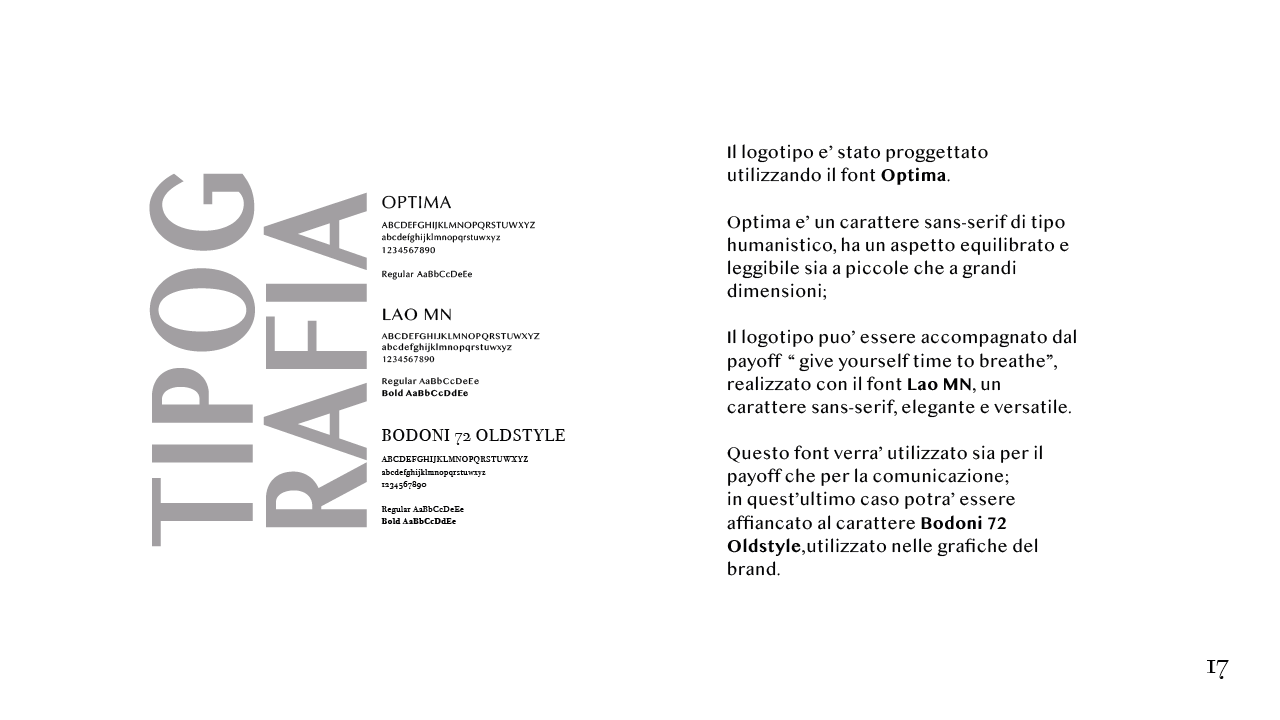 TIPOG
RAFIA
OPTIMA
ABCDEFGHIJKLMNOPQRSTUWXYZ
abcdefghijklmnopqrstuwxyz
1234567890
Regular AaBbCcDeEe
LAO MN
ABCDEFGHIJKLMNOPQRSTUWXYZ
abcdefghijklmnopqrstuwxyz
1234567890
Regular AaBbCcDeEe
Bold AaBbCcDdEe
BODONI 72 OLDSTYLE
ABCDEFGHIJKLMNOPQRSTUWXYZ
abcdefghijklmnopqrstuwxyz
1234567890
Regular AaBbCcDeEe
Bold AaBbCcDdEe
Il logotipo e’ stato proggettato
utilizzando il font Optima.
Optima e’ un carattere sans-serif di tipo
humanistico, ha un aspetto equilibrato e
leggibile sia a piccole che a grandi
dimensioni;
Il logotipo puo’ essere accompagnato dal
payoff “ give yourself time to breathe”,
realizzato con il font Lao MN, un
carattere sans-serif, elegante e versatile.
Questo font verra’ utilizzato sia per il
payoff che per la comunicazione;
in quest’ultimo caso potra’ essere
affiancato al carattere Bodoni 72
Oldstyle,utilizzato nelle grafiche del
brand.
17